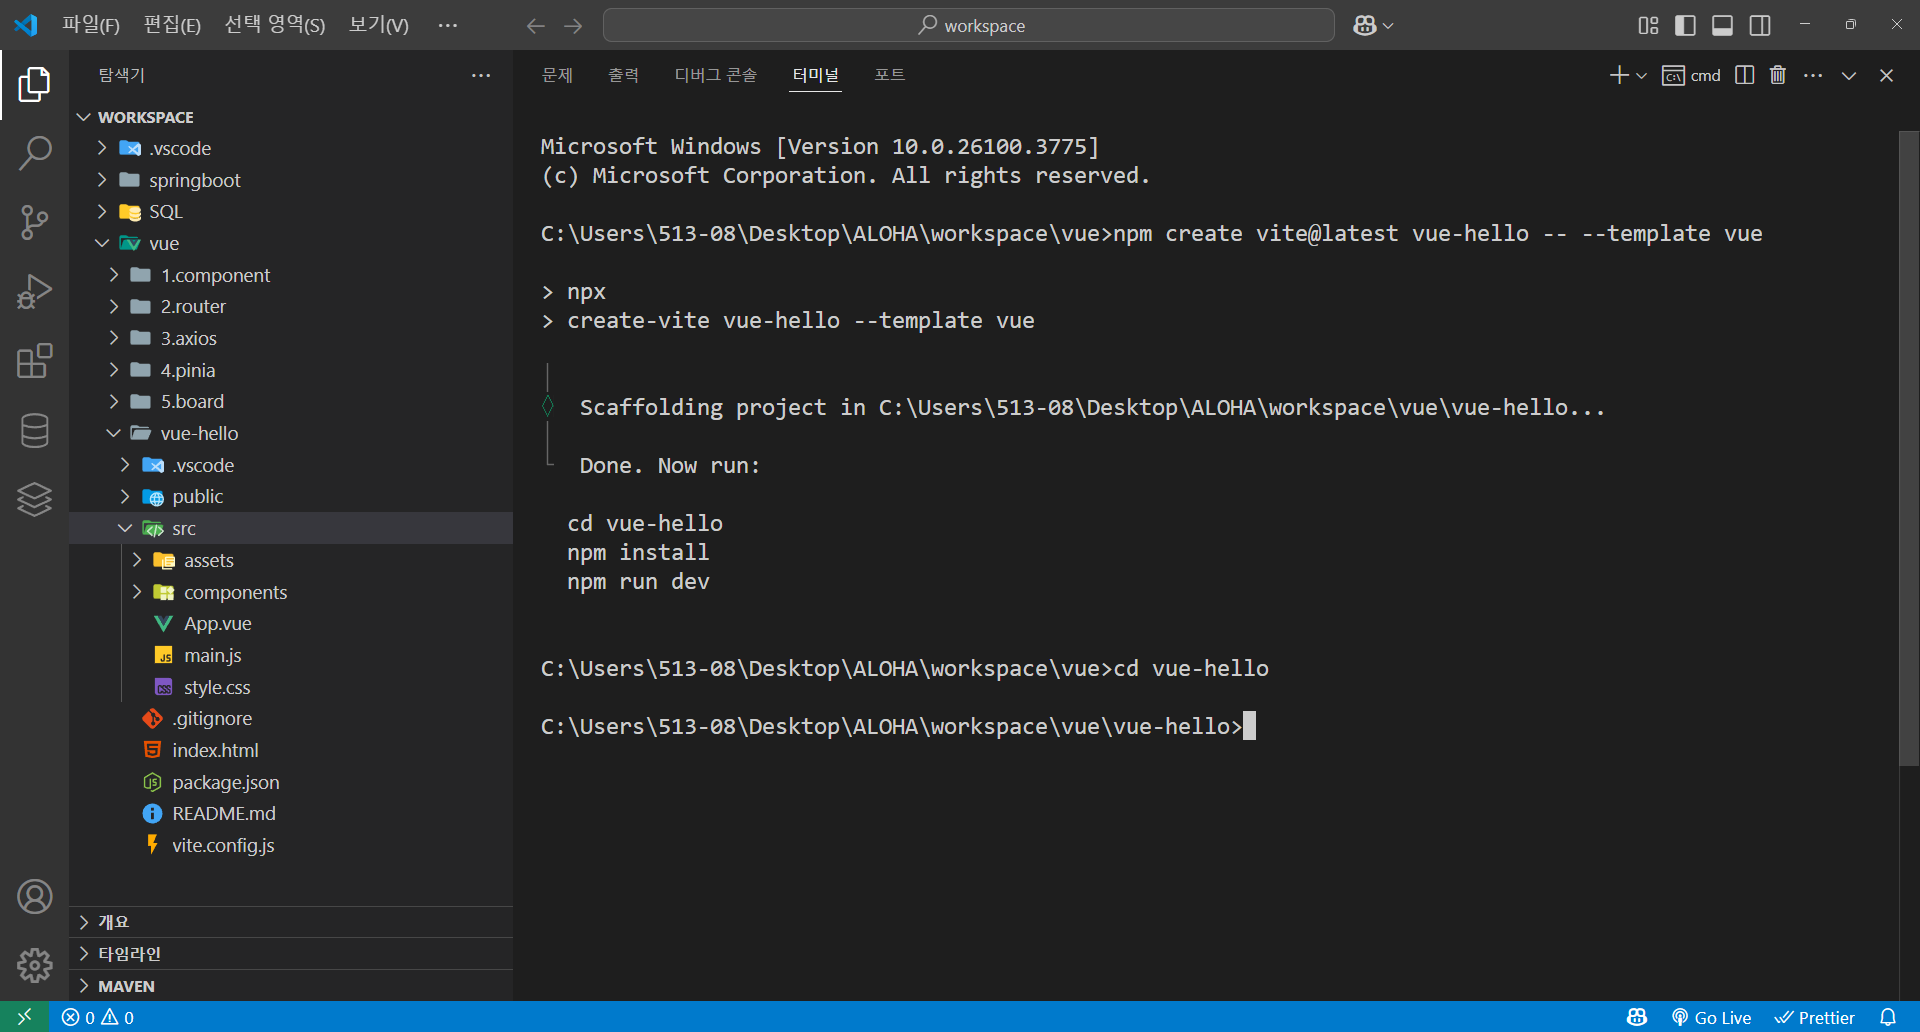 파일(F) 편집(E) 선택 영역(S) 보기(V) ···
workspace
탐색기
WORKSPACE
.vscode
springboot
SQL
vue
1.component
2.router
3.axios
4.pinia
5.board
vue-hello
.vscode
public
src
assets
components
App.vue
main.js
style.css
.gitignore
index.html
package.json
README.md
vite.config.js
개요
타임라인
MAVEN
문제 출력 디버그 콘솔 터미널 포트
cmd
Microsoft Windows [Version 10.0.26100.3775]
(c) Microsoft Corporation. All rights reserved.
C:\Users\513-08\Desktop\ALOHA\workspace\vue>npm create vite@latest vue-hello -- --template vue
> npx
> create-vite vue-hello --template vue
Scaffolding project in C:\Users\513-08\Desktop\ALOHA\workspace\vue\vue-hello...
Done. Now run:
cd vue-hello
npm install
npm run dev
C:\Users\513-08\Desktop\ALOHA\workspace\vue>cd vue-hello
C:\Users\513-08\Desktop\ALOHA\workspace\vue\vue-hello>
0 0
Go Live Prettier